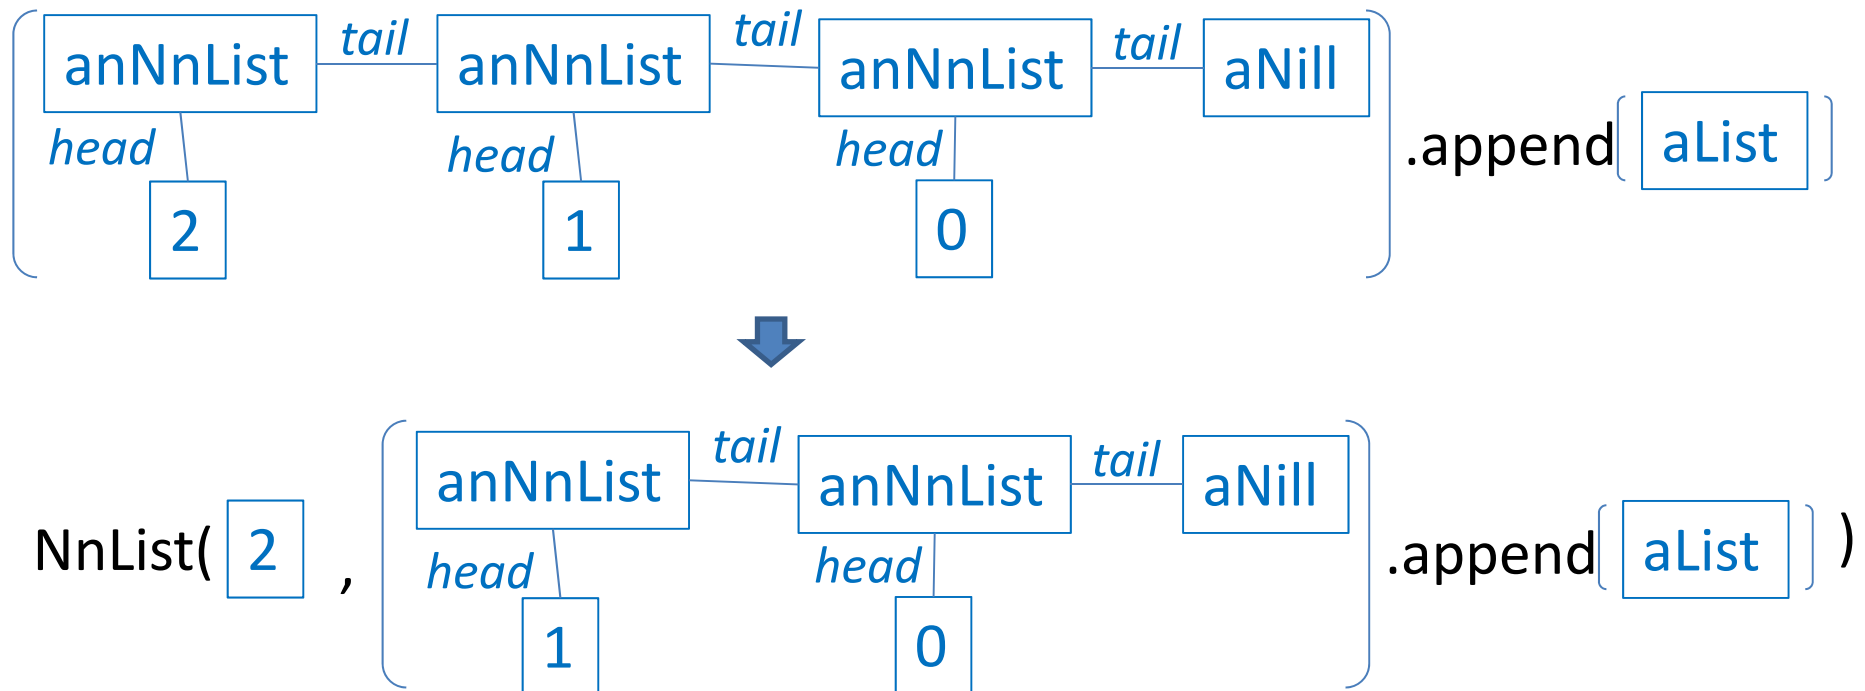 tail tail tail
anNnList anNnList anNnList aNill
head head head .append( aList )
2 1 0
tail tail
anNnList anNnList aNill
NnList( 2 , head head .append( aList ) )
1 0